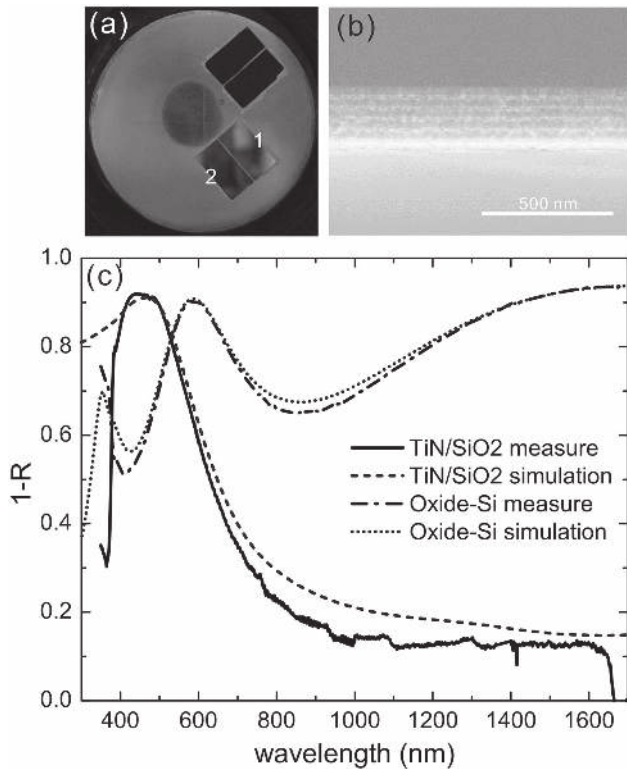 (a)
1
2
(b)
500 nm
(c)
1.0
0.8
0.6
0.4
0.2
0.0
1-R
TiN/SiO2 measure
TiN/SiO2 simulation
Oxide-Si measure
Oxide-Si simulation
400 600 800 1000 1200 1400 1600
wavelength (nm)